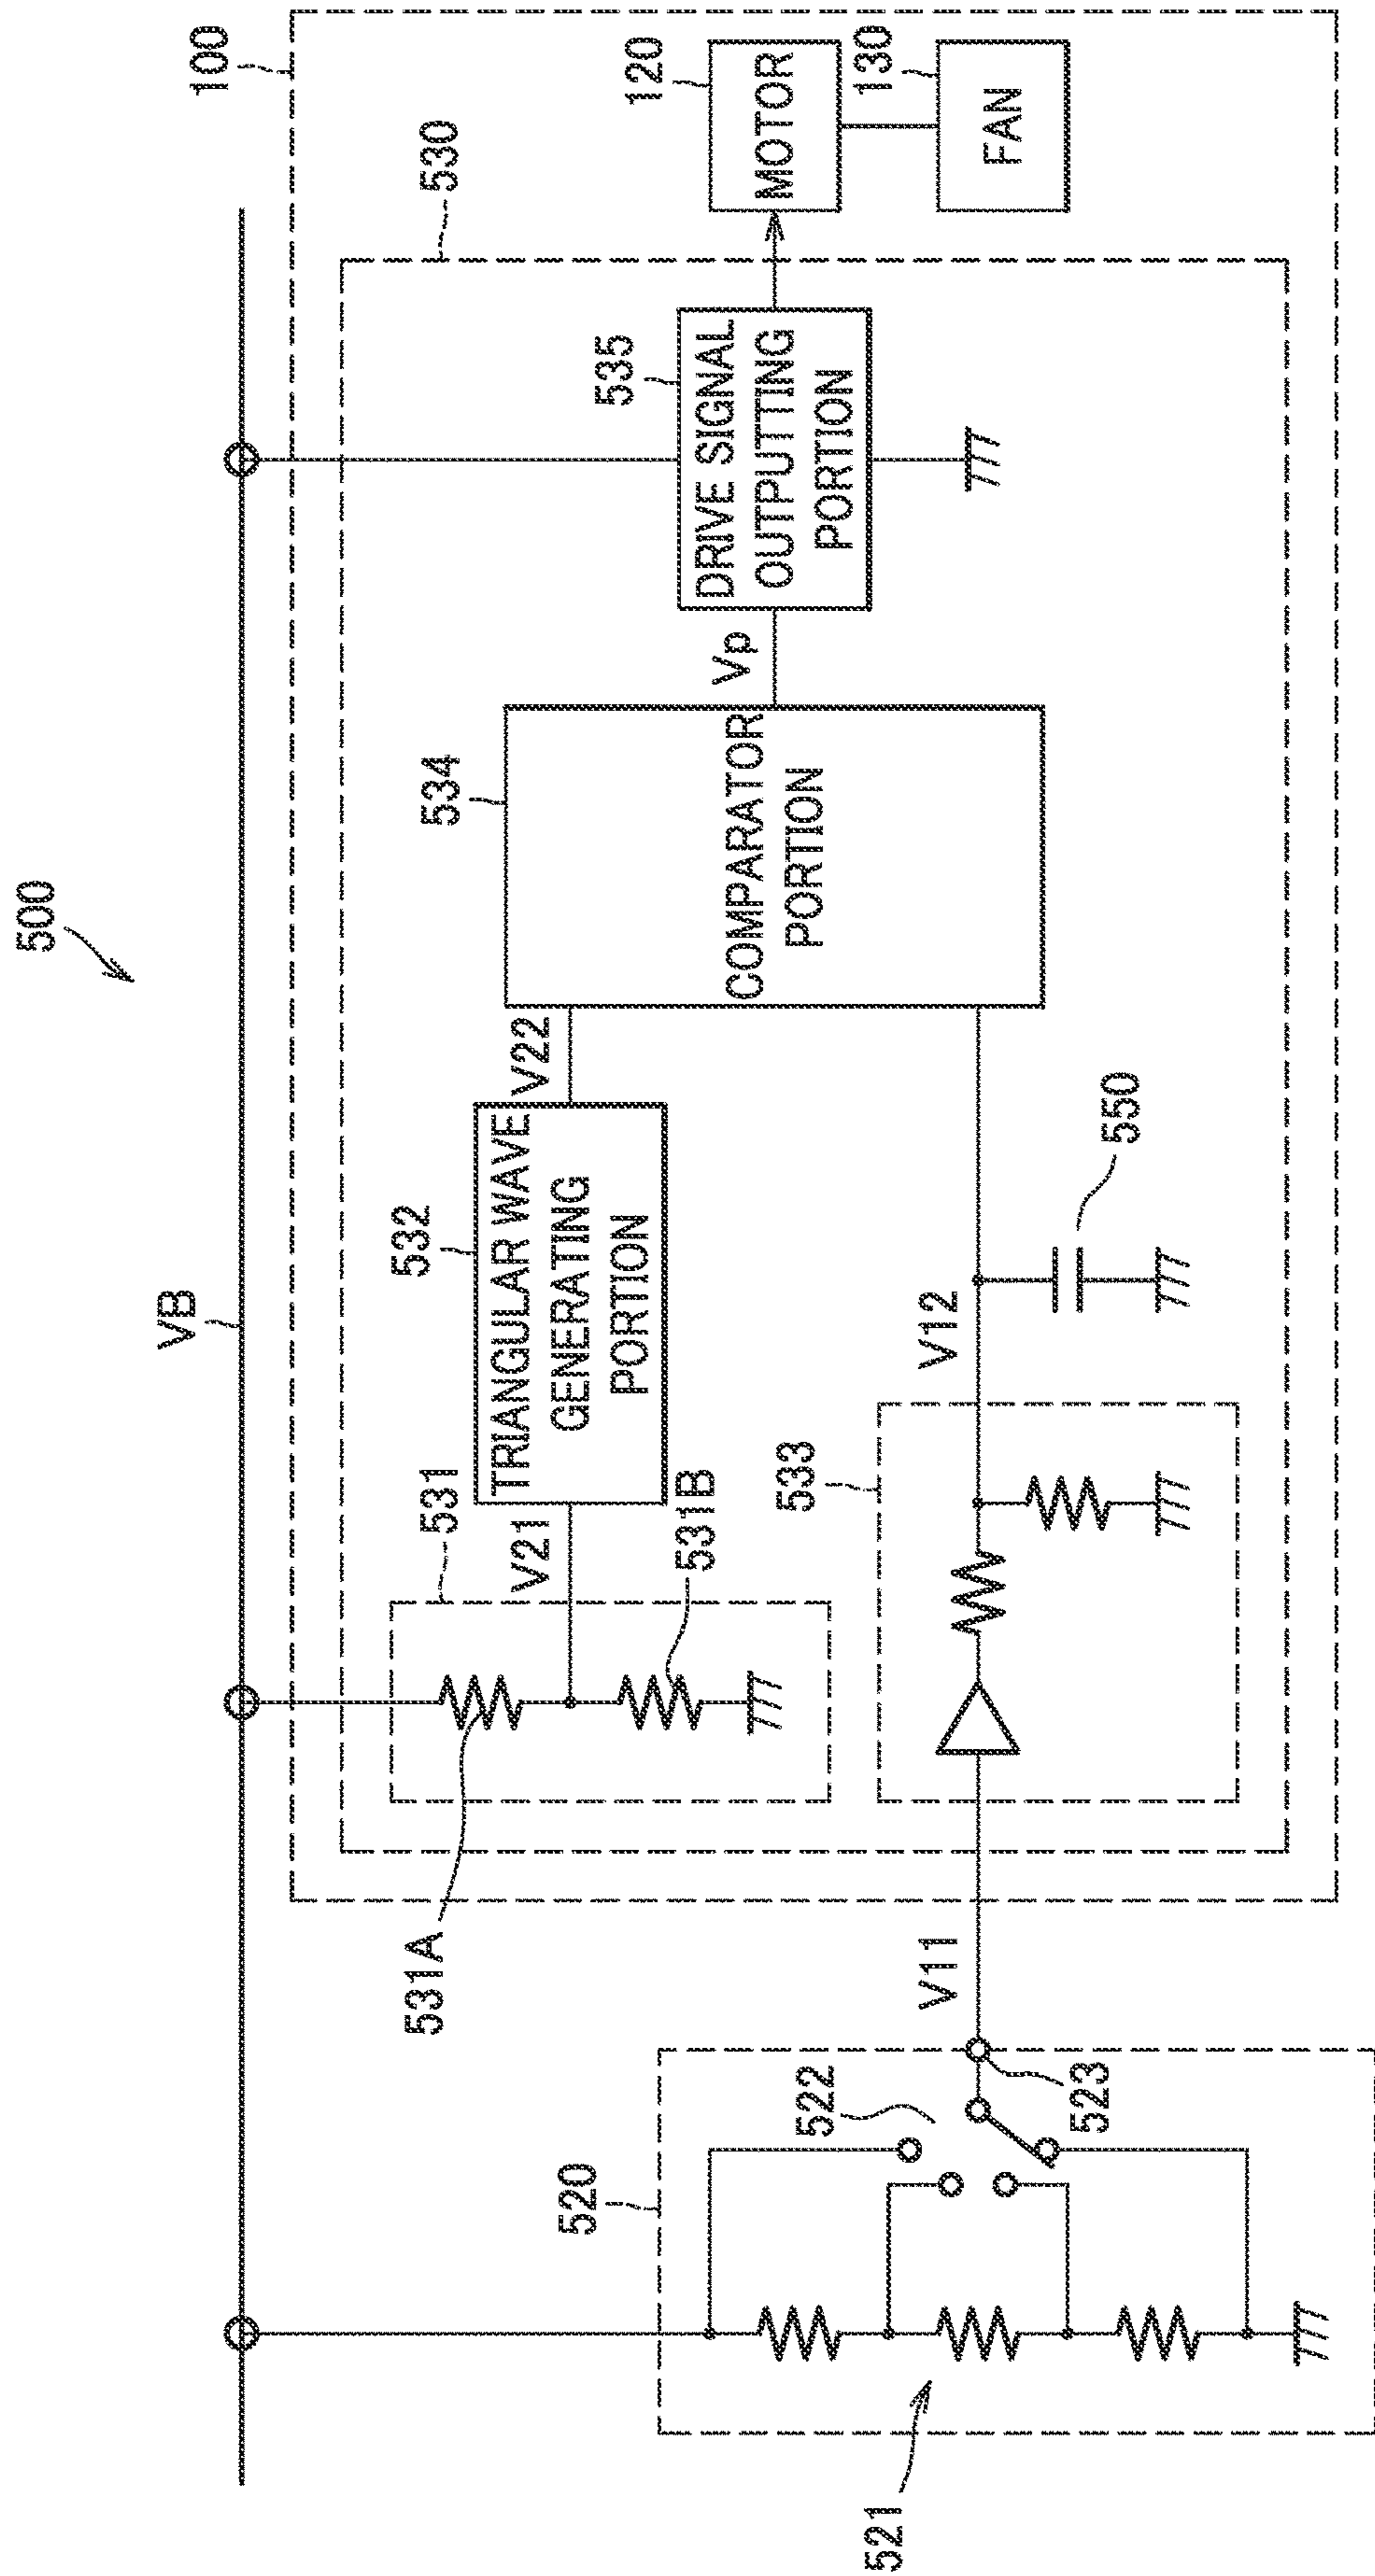 500
VB
100
530
520
521
522
523
V11
531
531A
531B
V21
532
TRIANGULAR WAVE
GENERATING
PORTION
V22
533
V12
550
534
COMPARATOR
PORTION
Vp
535
DRIVE SIGNAL
OUTPUTTING
PORTION
120
MOTOR
130
FAN